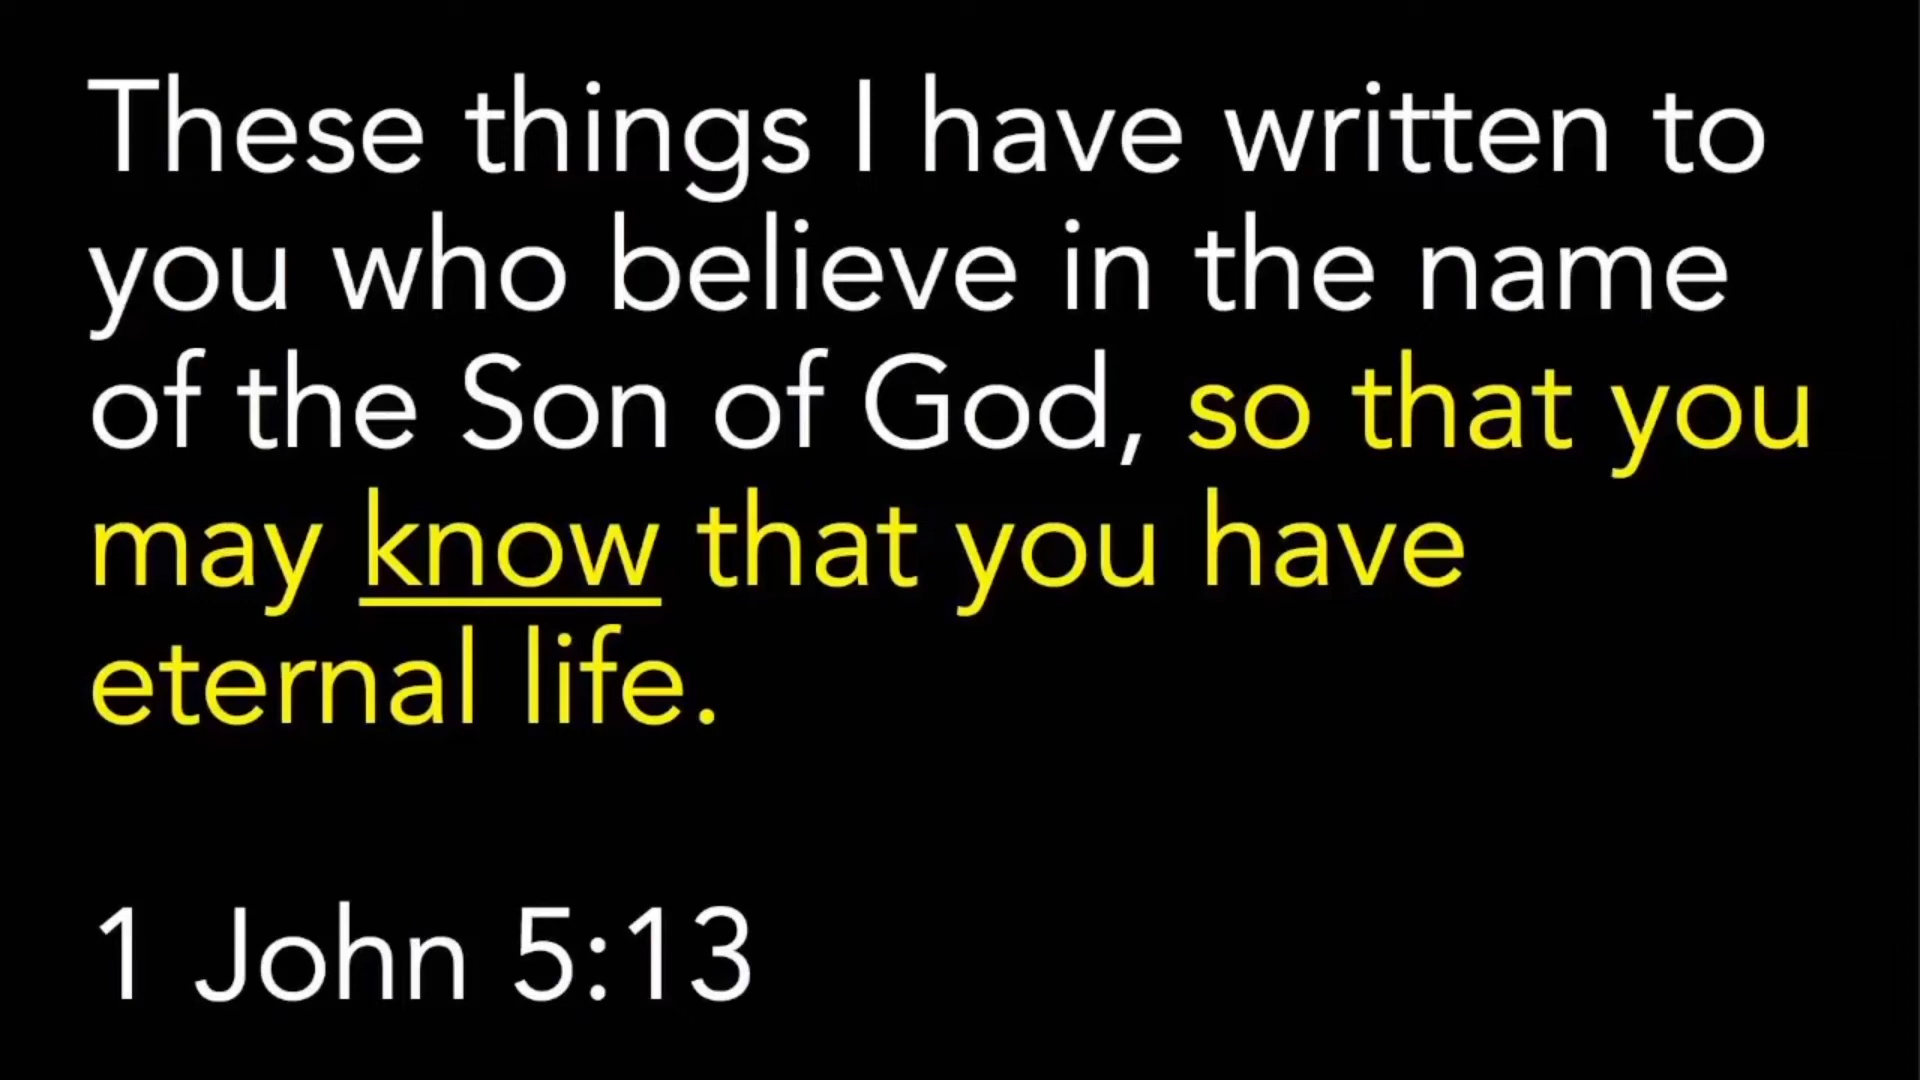 These things I have written to
you who believe in the name
of the Son of God, so that you
may know that you have
eternal life.
1 John 5:13